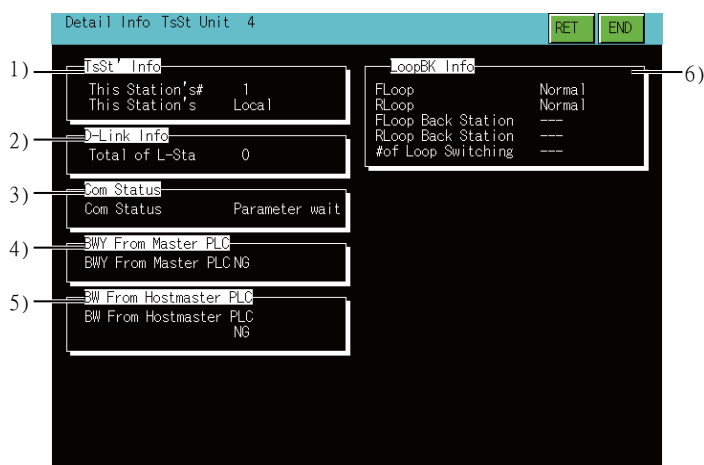 Detail Info TsSt Unit 4
RET END
1)
TsSt' Info
This Station's# 1
This Station's Local
2)
D-Link Info
Total of L-Sta 0
3)
Com Status
Com Status Parameter wait
4)
BWY From Master PLC
BWY From Master PLC NG
5)
BW From Hostmaster PLC
BW From Hostmaster PLC
NG
6)
LoopBK Info
FLoop Normal
RLoop Normal
FLoop Back Station ---
RLoop Back Station ---
#of Loop Switching ---